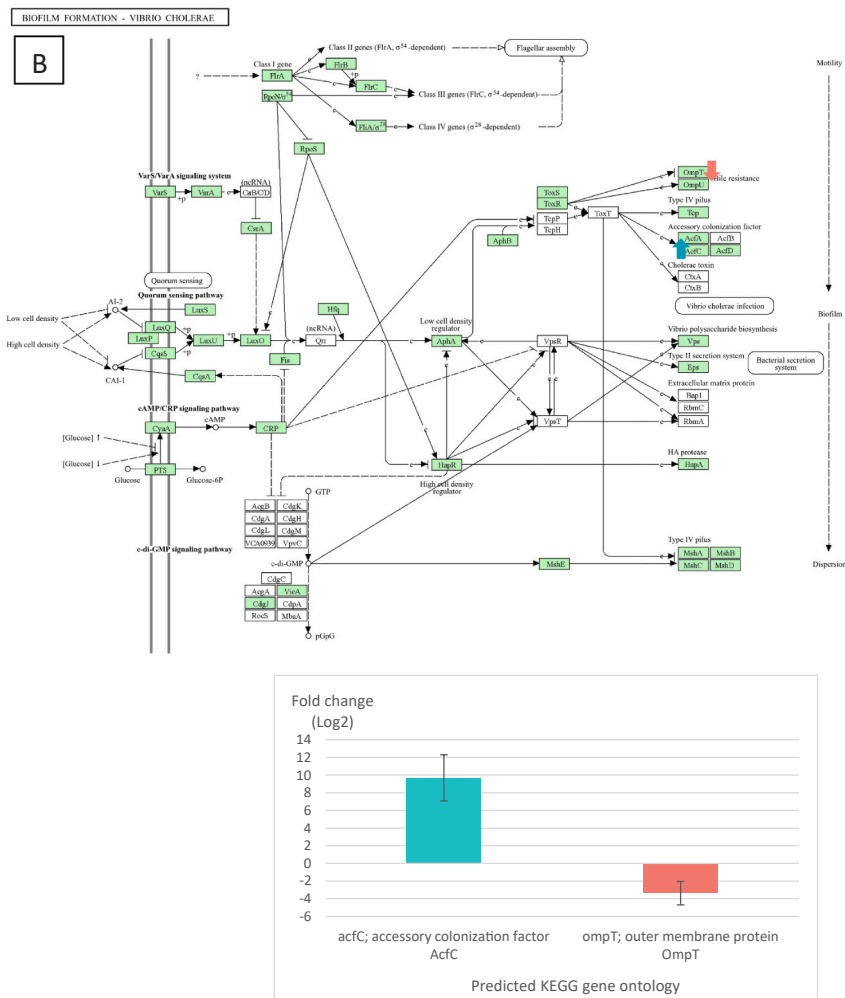 BIOFILM FORMATION - VIBRIO CHOLERAE
B
Class II genes (FlrA, σ54 -dependent)
Flagellar assembly
Motility
Class I gene
FlrB
+p
?
FlrA
e
FlrC
RpoN/σ54
Class III genes (FlrC, σ54-dependent)
e
FliA/σ28
e
Class IV genes (σ28 -dependent)
RpoS
VarS/VarA signaling system
(ncRNA)
VarS
+p
VarA
e
CsrB/C/D
CsrA
OmpT
Bile resistance
OmpU
ToxS
ToxR
Type IV pilus
TcpP
ToxT
Tcp
TcpH
AphB
Accessory colonization factor
AcfA
AcfB
AcfC
AcfD
Cholera toxin
CtxA
CtxB
Vibrio cholerae infection
Biofilm
Quorum sensing
Quorum sensing pathway
AI-2
LuxS
Low cell density
High cell density
LuxQ
+p
LuxP
LuxU
+p
LuxO
CqsS
+p
CAI-1
CqsA
Hfq
(ncRNA)
Qrr
Fis
Low cell density
regulator
AphA
VpsR
VpsT
Vibrio polysaccharide biosynthesis
Vps
Type II secretion system
Eps
Bacterial secretion
system
Extracellular matrix protein
Bap1
RbmC
RbmA
cAMP/CRP signaling pathway
CyaA
cAMP
CRP
[Glucose] ↑
[Glucose] ↓
PTS
Glucose
Glucose-6P
HapR
High cell density
regulator
HA protease
HapA
GTP
AcgB
CdgK
CdgA
CdgH
CdgL
CdgM
VCA0939
VpvC
c-di-GMP signaling pathway
c-di-GMP
CdgC
AcgA
VieA
CdgJ
CdpA
RocS
MbaA
pGpG
MshE
Type IV pilus
MshA
MshB
MshC
MshD
Dispersion
Fold change
(Log2)
14
12
10
8
6
4
2
0
-2
-4
-6
acfC; accessory colonization factor
AcfC
ompT; outer membrane protein
OmpT
Predicted KEGG gene ontology